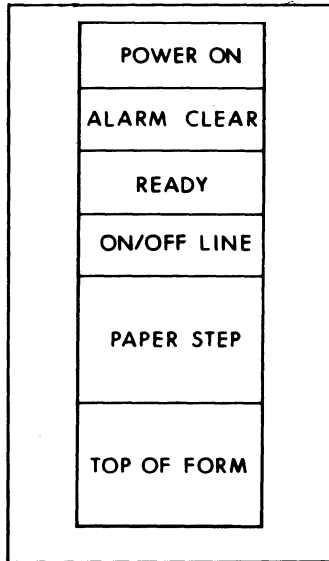 POWER ON
ALARM CLEAR
READY
ON/OFF LINE
PAPER STEP
TOP OF FORM